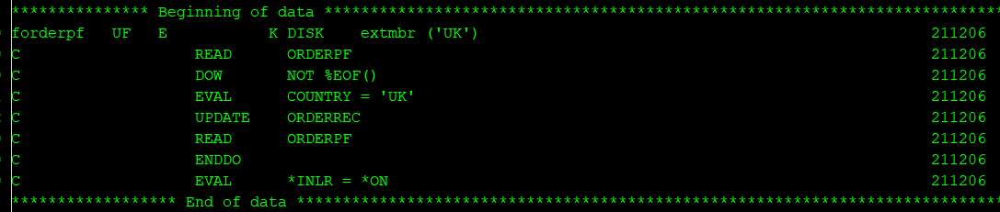 *************** Beginning of data **************************************************************************
forderpf   UF   E           K DISK    extmbr ('UK')                                                 211206
C                   READ      ORDERPF                                                               211206
C                   DOW       NOT %EOF()                                                            211206
C                   EVAL      COUNTRY = 'UK'                                                        211206
C                   UPDATE    ORDERREC                                                              211206
C                   READ      ORDERPF                                                               211206
C                   ENDDO                                                                           211206
C                   EVAL      *INLR = *ON                                                           211206
****************** End of data *****************************************************************************